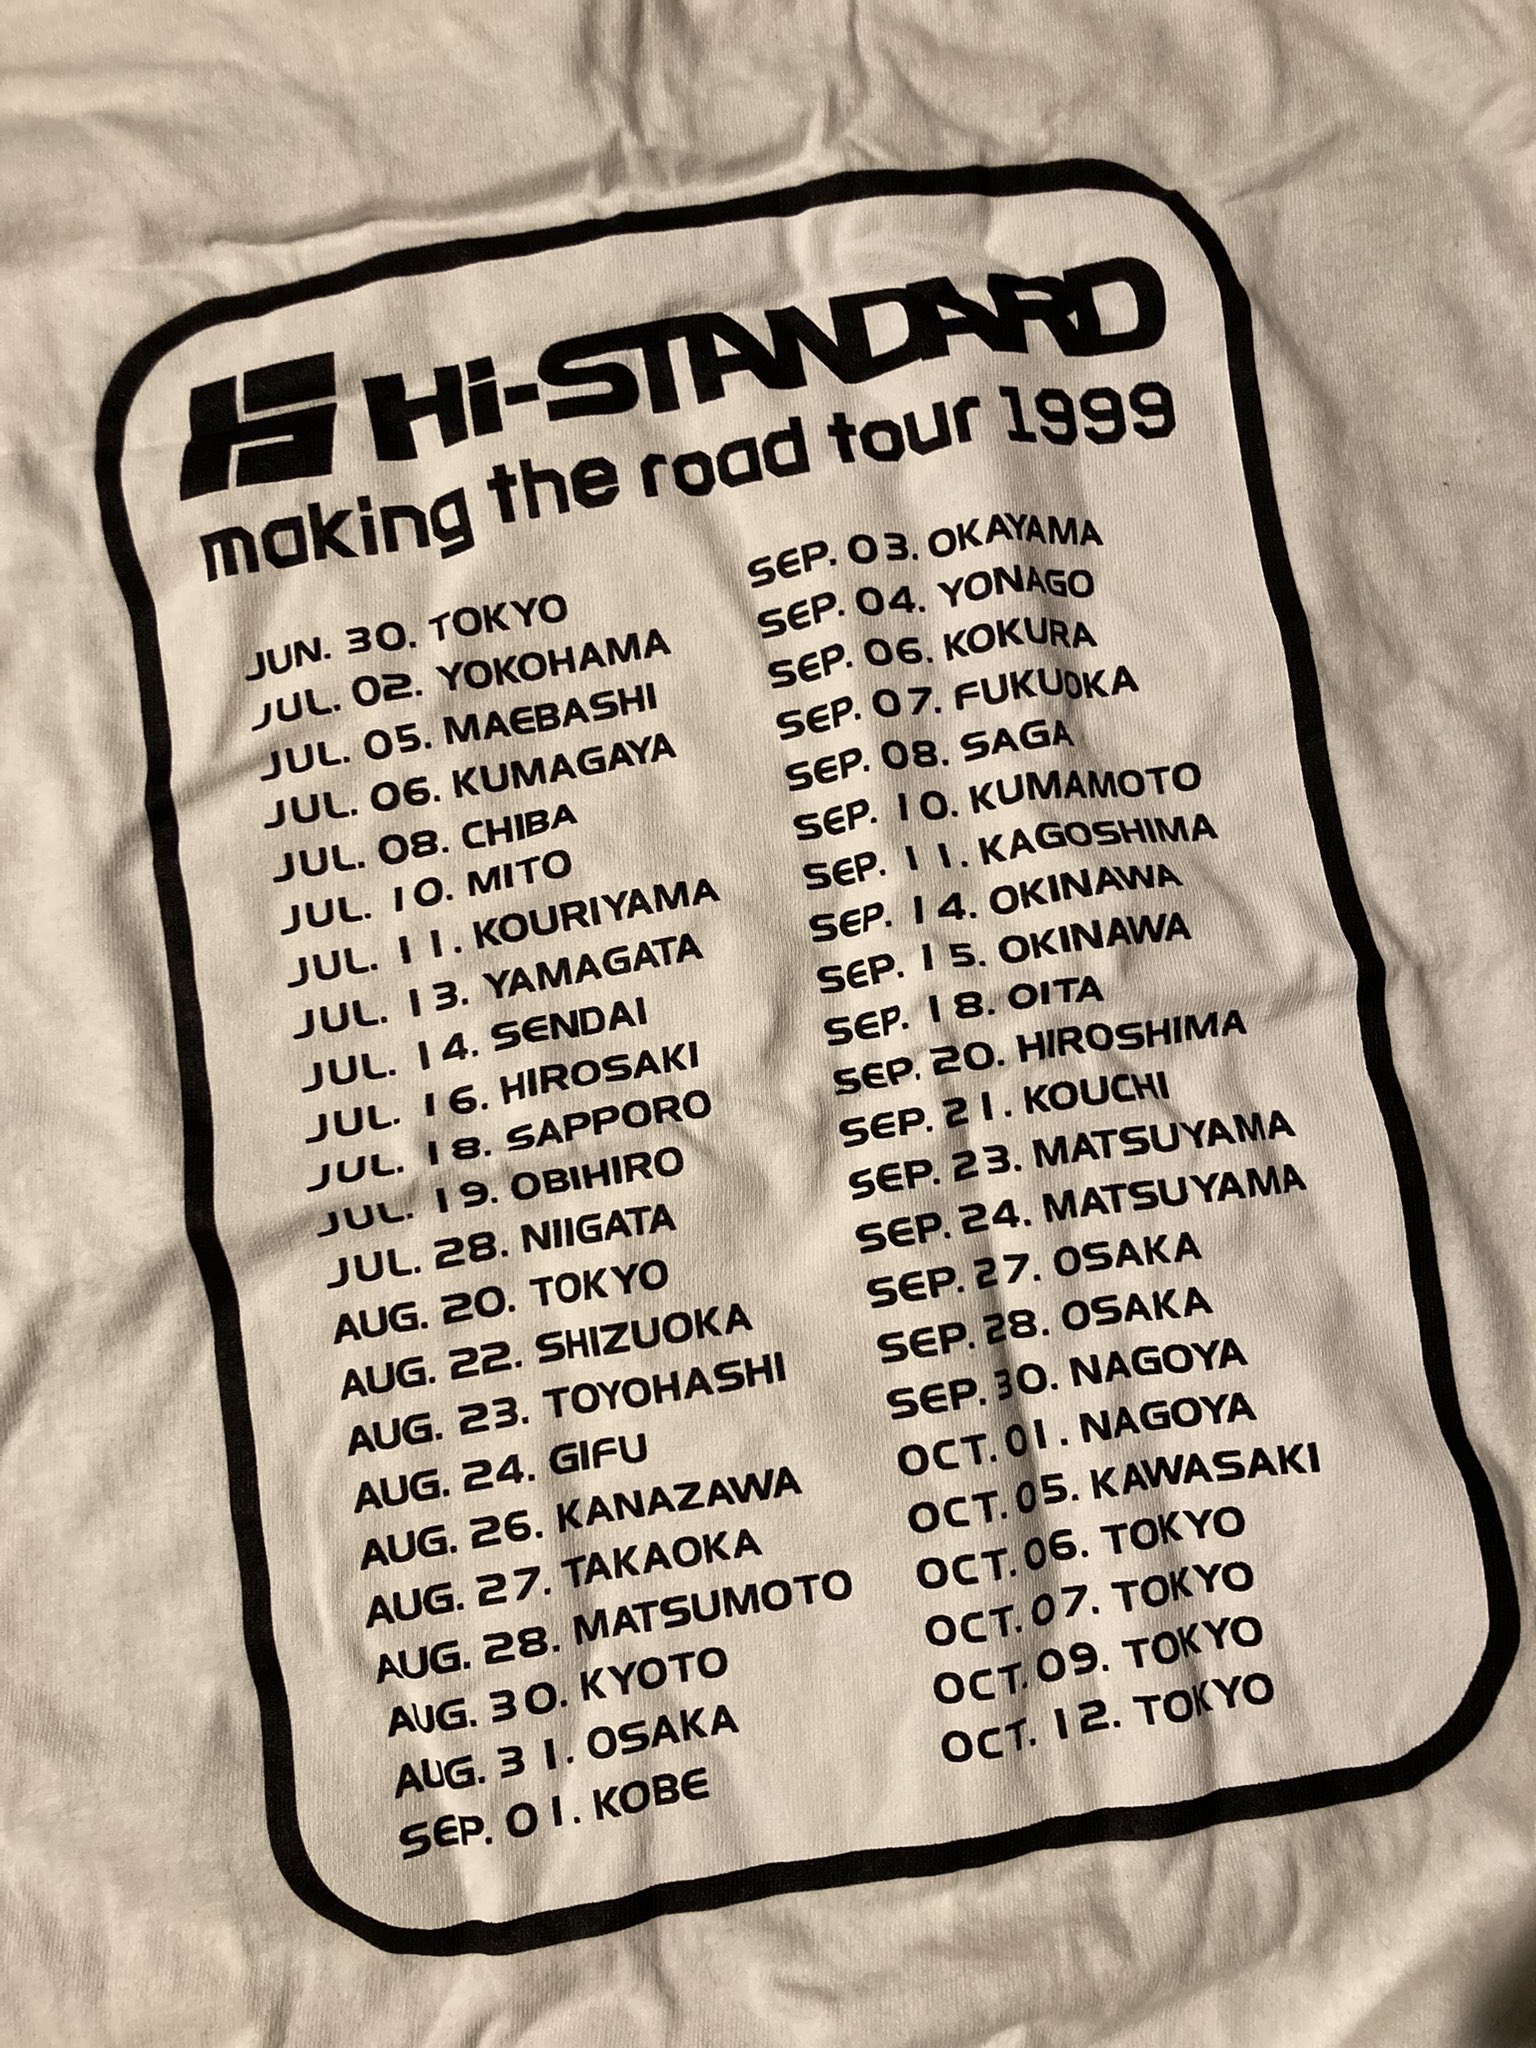 Hi-STANDARD
making the road tour 1999
JUN. 30. TOKYO
JUL. 02. YOKOHAMA
JUL. 05. MAEBASHI
JUL. 06. KUMAGAYA
JUL. 08. CHIBA
JUL. 10. MITO
JUL. 11. KOURIYAMA
JUL. 13. YAMAGATA
JUL. 14. SENDAI
JUL. 16. HIROSAKI
JUL. 18. SAPPORO
JUL. 19. OBIHIRO
JUL. 28. NIIGATA
AUG. 20. TOKYO
AUG. 22. SHIZUOKA
AUG. 23. TOYOHASHI
AUG. 24. GIFU
AUG. 26. KANAZAWA
AUG. 27. TAKAOKA
AUG. 28. MATSUMOTO
AUG. 30. KYOTO
AUG. 31. OSAKA
SEP. 01. KOBE
SEP. 03. OKAYAMA
SEP. 04. YONAGO
SEP. 06. KOKURA
SEP. 07. FUKUOKA
SEP. 08. SAGA
SEP. 10. KUMAMOTO
SEP. 11. KAGOSHIMA
SEP. 14. OKINAWA
SEP. 15. OKINAWA
SEP. 18. OITA
SEP. 20. HIROSHIMA
SEP. 21. KOUCHI
SEP. 23. MATSUYAMA
SEP. 24. MATSUYAMA
SEP. 27. OSAKA
SEP. 28. OSAKA
SEP. 30. NAGOYA
OCT. 01. NAGOYA
OCT. 05. KAWASAKI
OCT. 06. TOKYO
OCT. 07. TOKYO
OCT. 09. TOKYO
OCT. 12. TOKYO